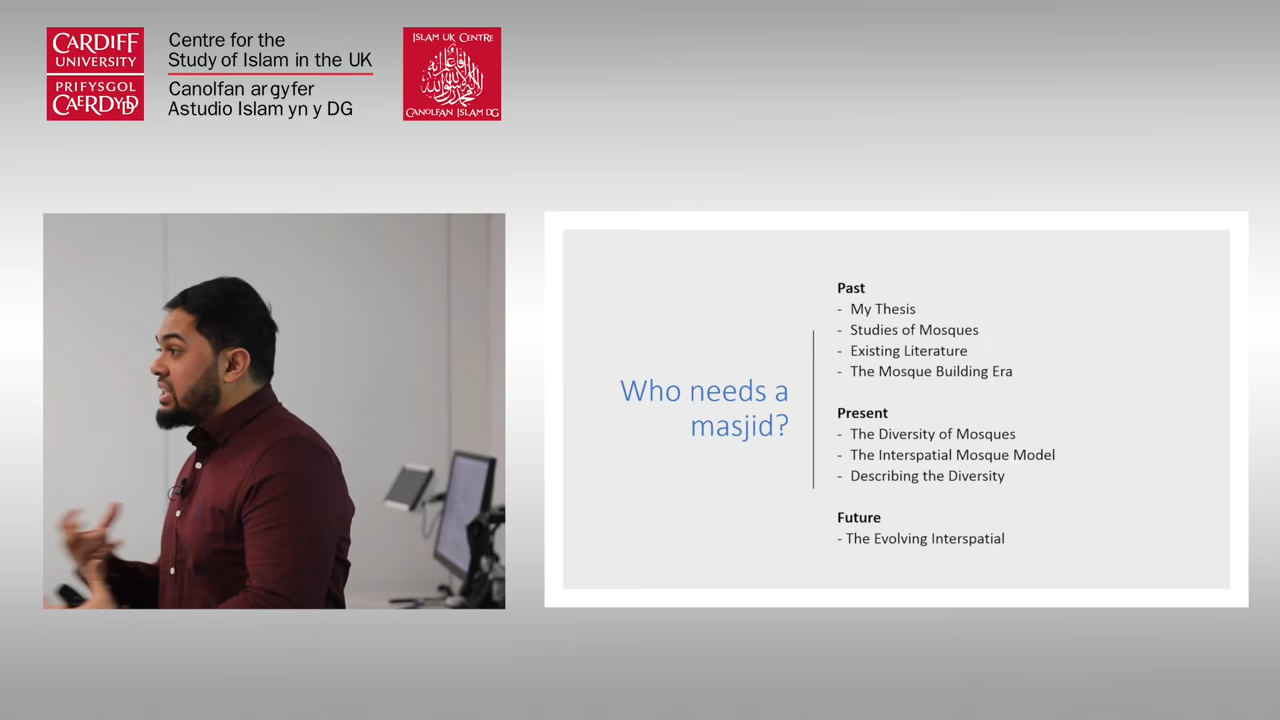 CARDIFF
UNIVERSITY
PRIFYSGOL
CAERDYDD
Centre for the
Study of Islam in the UK
Canolfan ar gyfer
Astudio Islam yn y DG
ISLAM UK CENTRE
CANOLFAN ISLAM DG
Who needs a
masjid?
Past
- My Thesis
- Studies of Mosques
- Existing Literature
- The Mosque Building Era
Present
- The Diversity of Mosques
- The Interspatial Mosque Model
- Describing the Diversity
Future
- The Evolving Interspatial